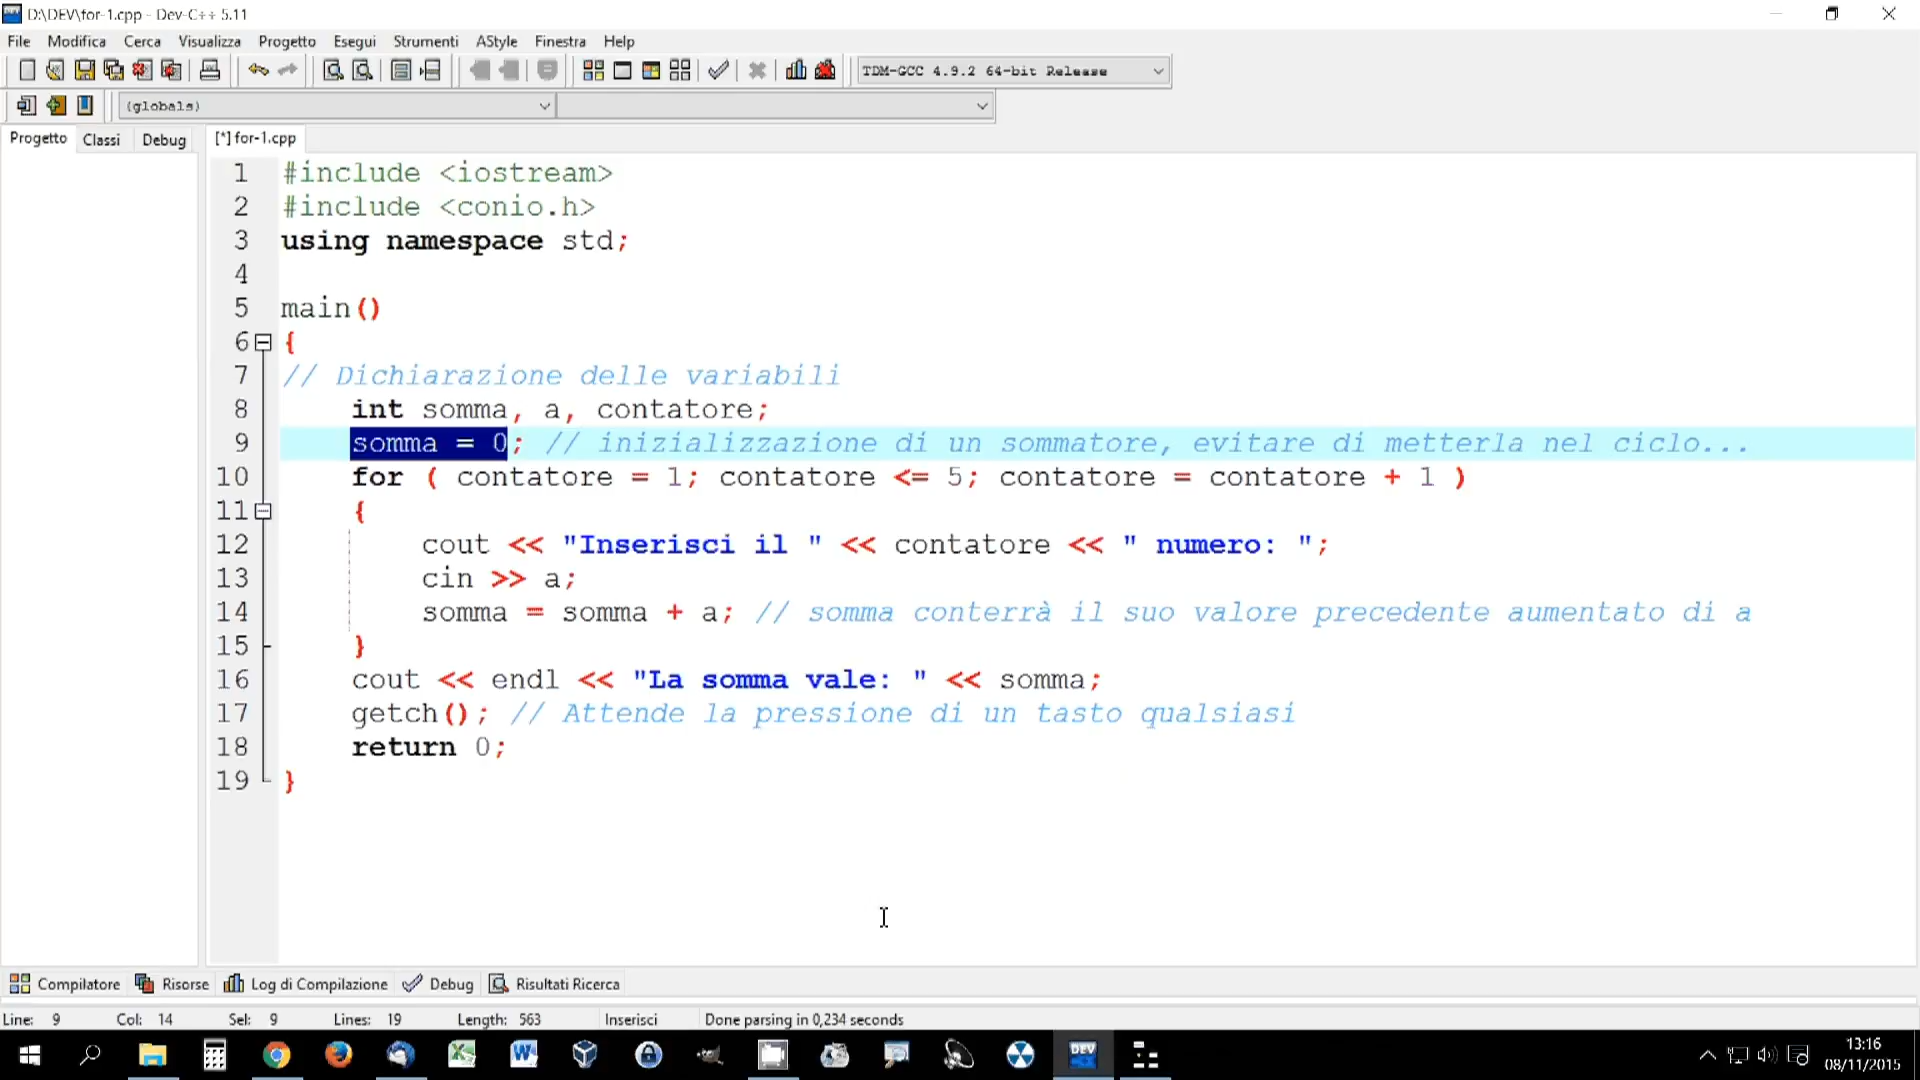 D:\DEV\for-1.cpp - Dev-C++ 5.11
File Modifica Cerca Visualizza Progetto Esegui Strumenti AStyle Finestra Help
TDM-GCC 4.9.2 64-bit Release
(globals)
Progetto Classi Debug [*] for-1.cpp
1 #include <iostream>
2 #include <conio.h>
3 using namespace std;
4
5 main()
6 {
7 // Dichiarazione delle variabili
8 int somma, a, contatore;
9 somma = 0; // inizializzazione di un sommatore, evitare di metterla nel ciclo...
10 for ( contatore = 1; contatore <= 5; contatore = contatore + 1 )
11 {
12 cout << "Inserisci il " << contatore << " numero: ";
13 cin >> a;
14 somma = somma + a; // somma conterrà il suo valore precedente aumentato di a
15 }
16 cout << endl << "La somma vale: " << somma;
17 getch(); // Attende la pressione di un tasto qualsiasi
18 return 0;
19 }
Compilatore Risorse Log di Compilazione Debug Risultati Ricerca
Line: 9 Col: 14 Sel: 9 Lines: 19 Length: 563 Inserisci Done parsing in 0,234 seconds
DEV
13:16
08/11/2015